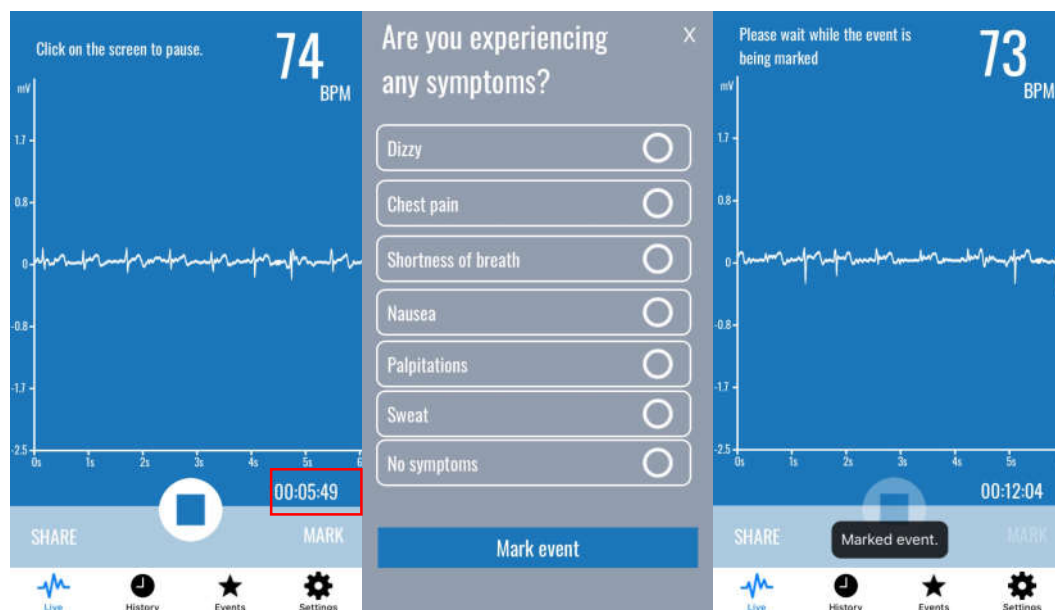 Click on the screen to pause.
74
BPM
mV
1.7
0.8
0
-0.8
-1.7
-2.5
0s 1s 2s 3s 4s 5s 6
00:05:49
SHARE
MARK
Live History Events Settings
Are you experiencing
any symptoms?
X
Dizzy
Chest pain
Shortness of breath
Nausea
Palpitations
Sweat
No symptoms
Mark event
Please wait while the event is
being marked
73
BPM
mV
1.7
0.8
0
-0.8
-1.7
-2.5
0s 1s 2s 3s 4s 5s
00:12:04
SHARE
MARK
Marked event.
Live History Events Settings